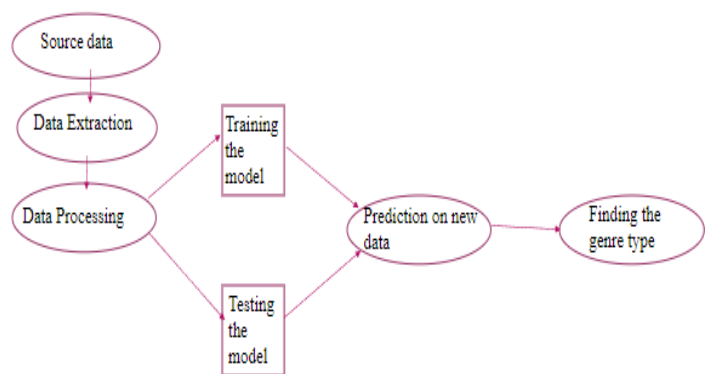 Source data
Data Extraction
Data Processing
Training
the
model
Testing
the
model
Prediction on new
data
Finding the
genre type